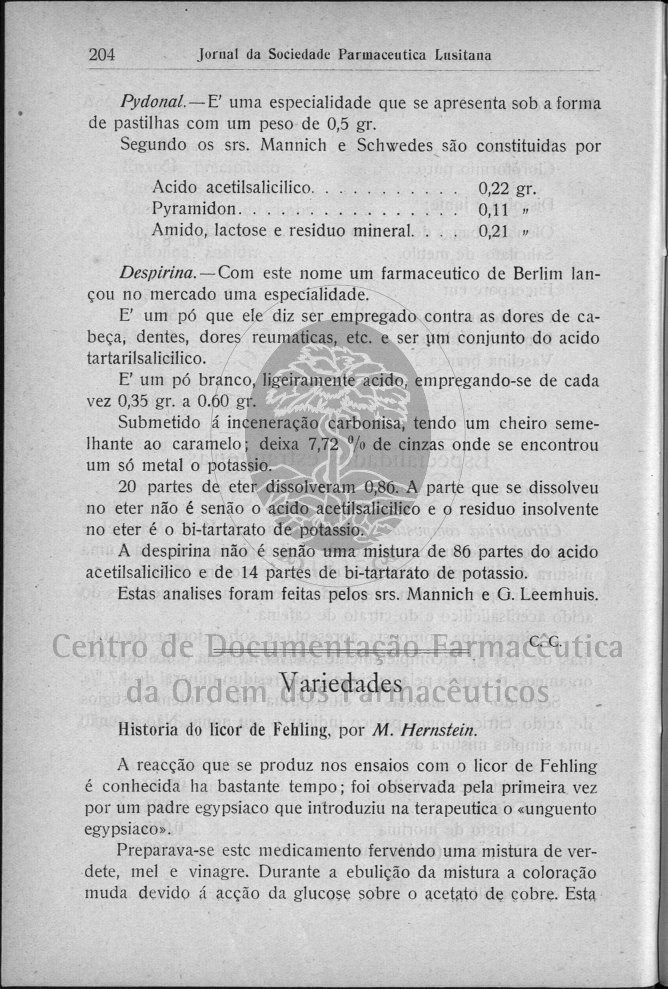 204 Jornal da Sociedade Parmaceutica Lusitana
Pydonal.—E' uma especialidade que se apresenta sob a forma
de pastilhas com um peso de 0,5 gr.
Segundo os srs. Mannich e Schwedes são constituidas por
Acido acetilsalicilico. . . . . . . . . . . 0,22 gr.
Pyramidon. . . . . . . . . . . . . . . . 0,11 »
Amido, lactose e residuo mineral. . . . 0,21 »
Despirina.—Com este nome um farmaceutico de Berlim lan-
çou no mercado uma especialidade.
E' um pó que ele diz ser empregado contra as dores de ca-
beça, dentes, dores reumaticas, etc. e ser um conjunto do acido
tartarilsalicilico.
E' um pó branco, ligeiramente acido, empregando-se de cada
vez 0,35 gr. a 0.60 gr.
Submetido á inceneração carbonisa, tendo um cheiro seme-
lhante ao caramelo; deixa 7,72 % de cinzas onde se encontrou
um só metal o potassio.
20 partes de eter dissolveram 0,86. A parte que se dissolveu
no eter não é senão o acido acetilsalicilico e o residuo insolvente
no eter é o bi-tartarato de potassio.
A despirina não é senão uma mistura de 86 partes do acido
acetilsalicilico e de 14 partes de bi-tartarato de potassio.
Estas analises foram feitas pelos srs. Mannich e G. Leemhuis.
C. C.
Centro de Documentação Farmacêutica
da Ordem dos Farmacêuticos
Variedades
Historia do licor de Fehling, por M. Hernstein.
A reacção que se produz nos ensaios com o licor de Fehling
é conhecida ha bastante tempo; foi observada pela primeira vez
por um padre egypsiaco que introduziu na terapeutica o «unguento
egypsiaco».
Preparava-se este medicamento fervendo uma mistura de ver-
dete, mel e vinagre. Durante a ebulição da mistura a coloração
muda devido á acção da glucose sobre o acetato de cobre. Esta